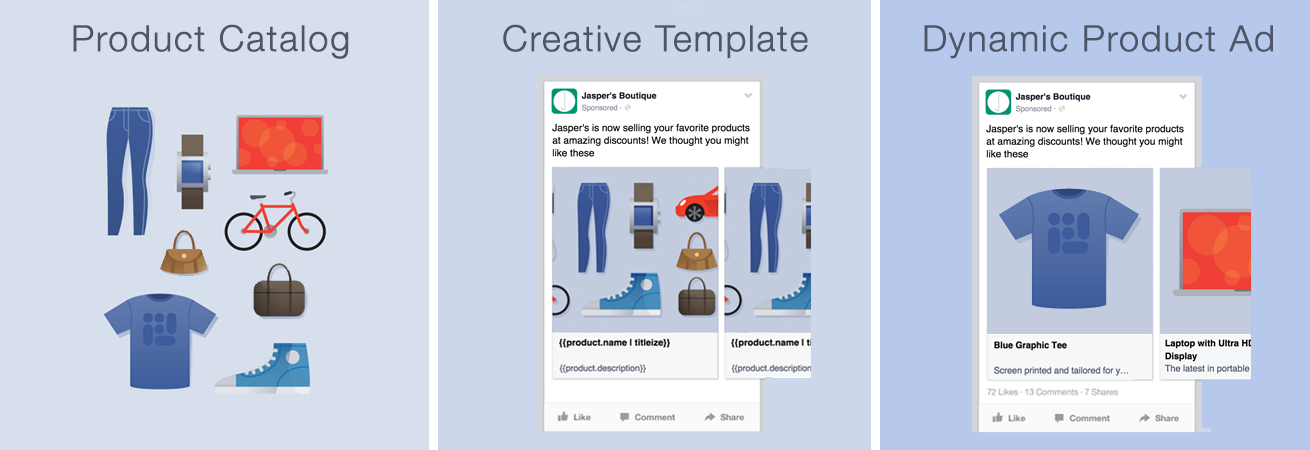 Product Catalog
Creative Template
Jasper's Boutique
Sponsored ·
Jasper's is now selling your favorite products
at amazing discounts! We thought you might
like these
{{product.name | titleize}}
{{product.description}}
{{product.name | ti
{{product.description
Like
Comment
Share
Dynamic Product Ad
Jasper's Boutique
Sponsored ·
Jasper's is now selling your favorite products
at amazing discounts! We thought you might
like these
Blue Graphic Tee
Screen printed and tailored for y…
Laptop with Ultra HD
Display
The latest in portable
72 Likes · 13 Comments · 7 Shares
Like
Comment
Share